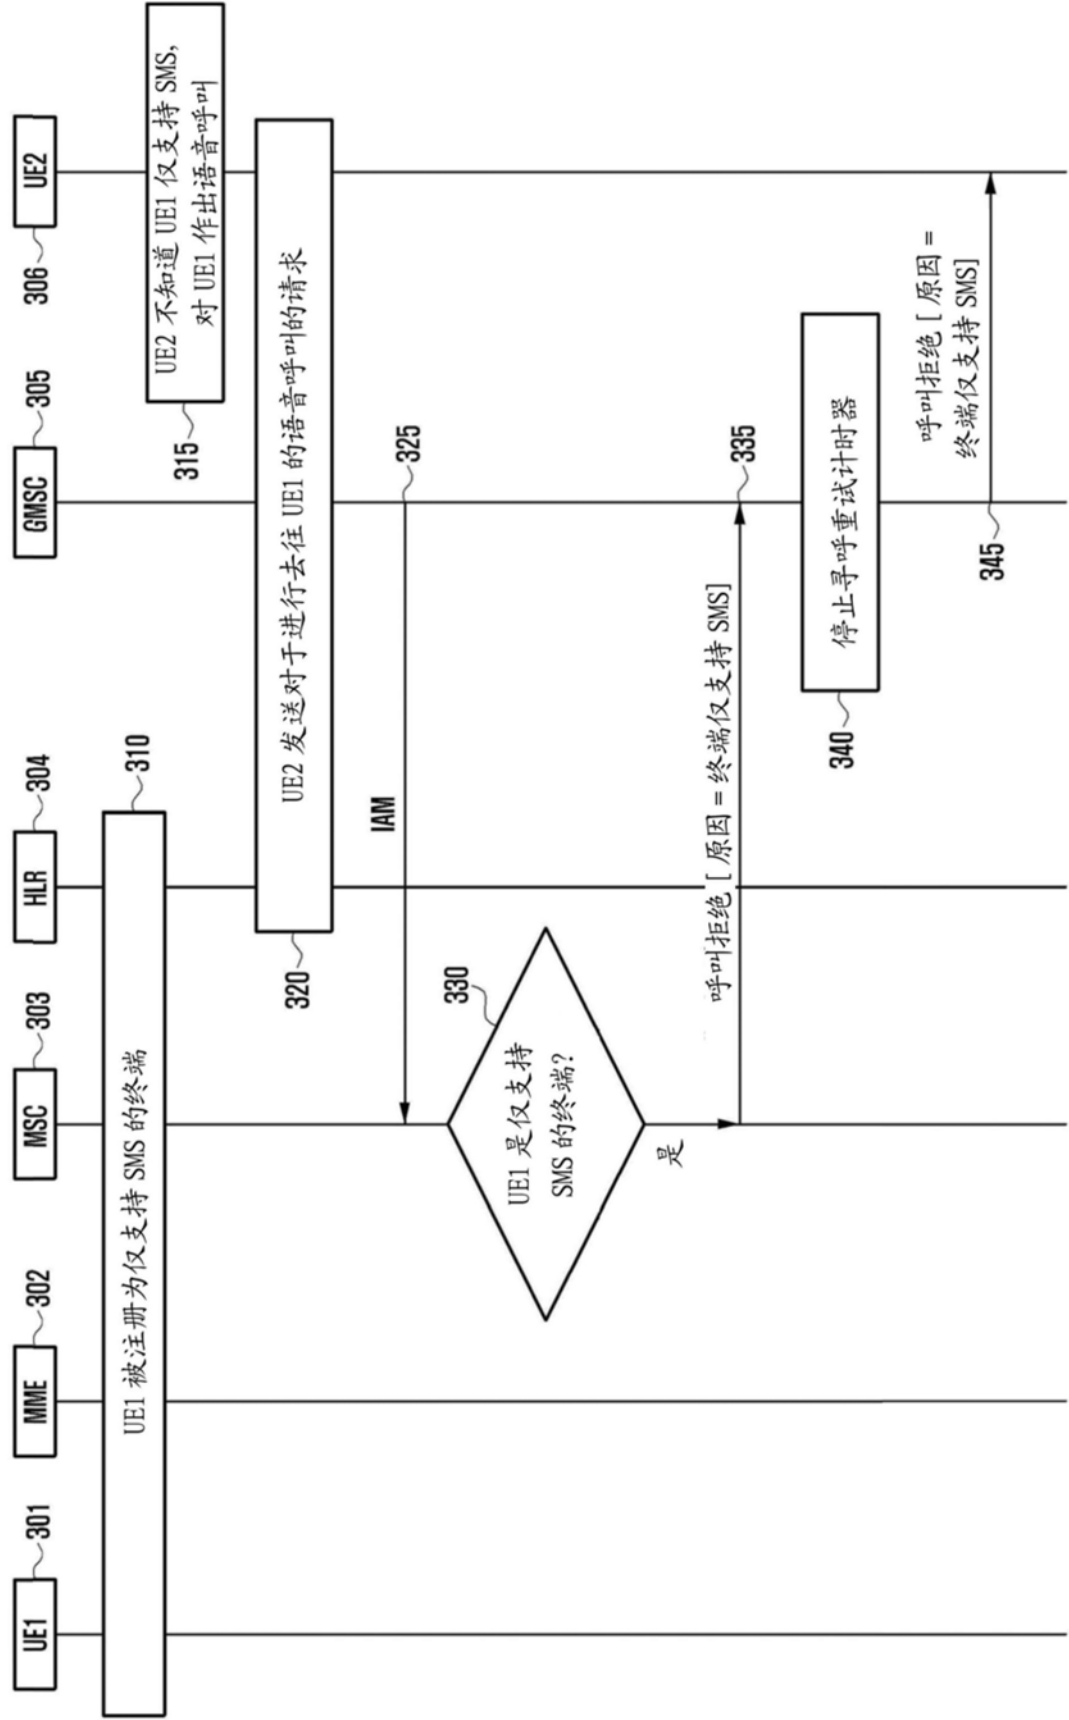 UE1
301
MME
302
MSC
303
HLR
304
GMSC
305
UE2
306
UE1 被注册为仅支持 SMS 的终端
310
UE2 不知道 UE1 仅支持 SMS,
对 UE1 作出语音呼叫
315
UE2 发送对于进行去往 UE1 的语音呼叫的请求
320
IAM
325
UE1 是仅支持
SMS 的终端?
330
是
呼叫拒绝 [ 原因 = 终端仅支持 SMS]
335
停止寻呼重试计时器
340
呼叫拒绝 [ 原因 =
终端仅支持 SMS]
345